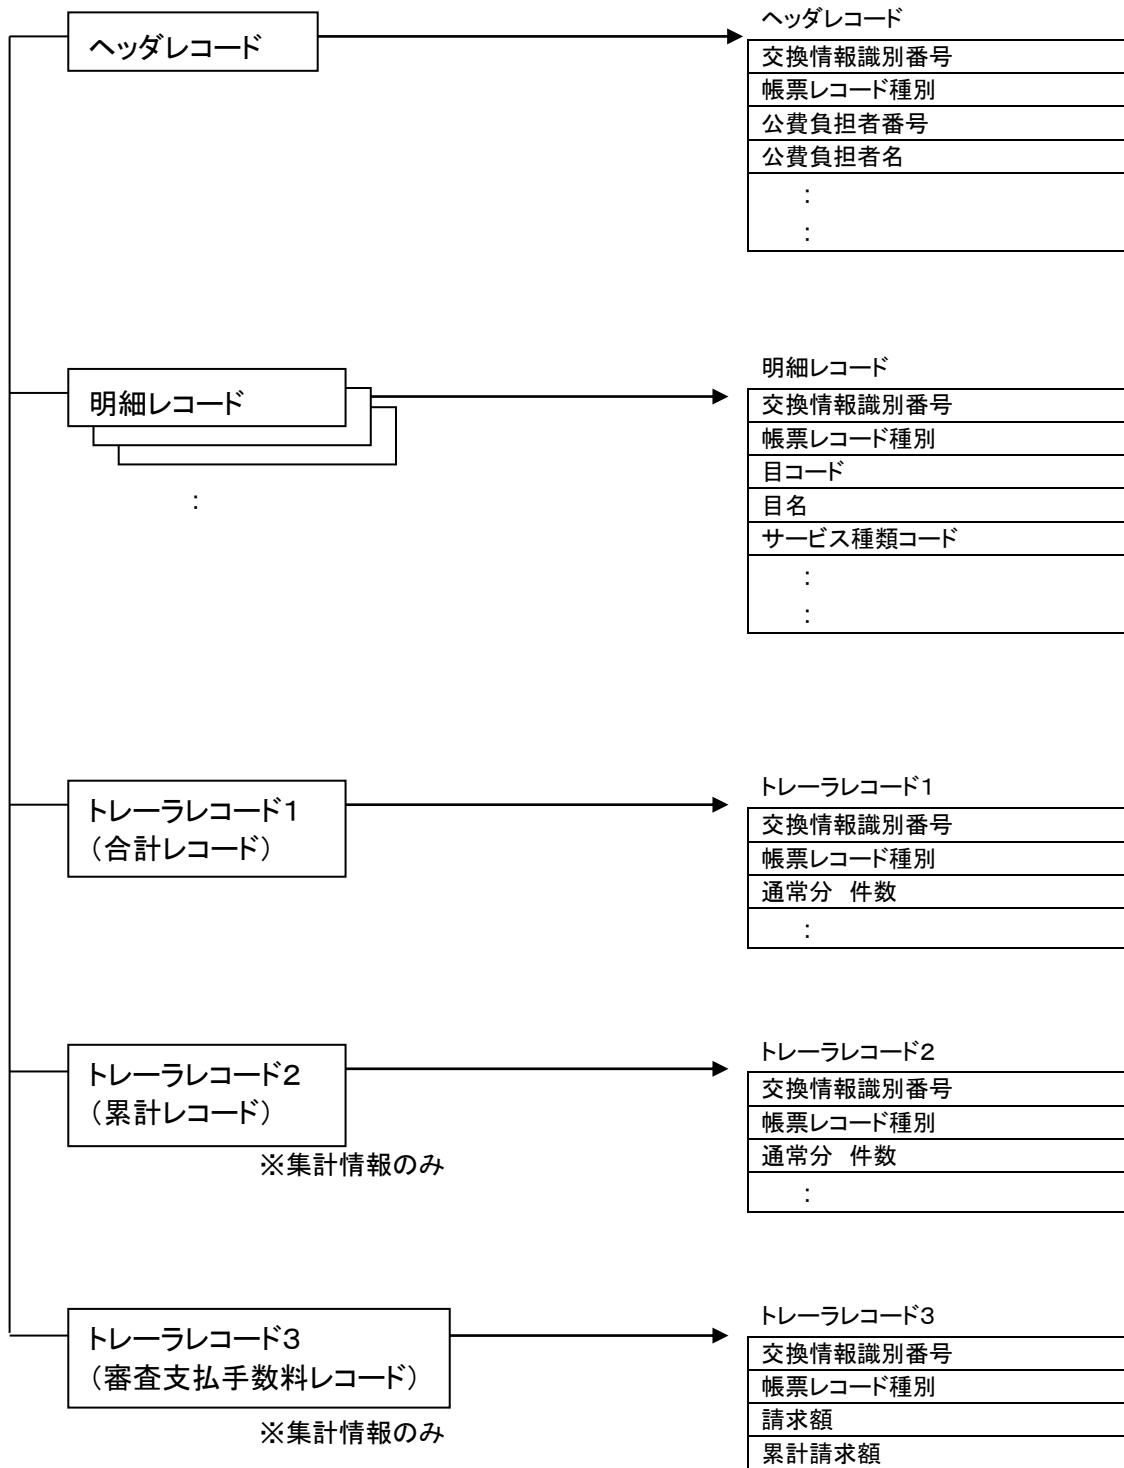 ヘッダレコード
ヘッダレコード
交換情報識別番号
帳票レコード種別
公費負担者番号
公費負担者名
:
:
明細レコード
:
明細レコード
交換情報識別番号
帳票レコード種別
目コード
目名
サービス種類コード
:
:
トレーラレコード1
(合計レコード)
トレーラレコード1
交換情報識別番号
帳票レコード種別
通常分 件数
:
トレーラレコード2
(累計レコード)
※集計情報のみ
トレーラレコード2
交換情報識別番号
帳票レコード種別
通常分 件数
:
トレーラレコード3
(審査支払手数料レコード)
※集計情報のみ
トレーラレコード3
交換情報識別番号
帳票レコード種別
請求額
累計請求額